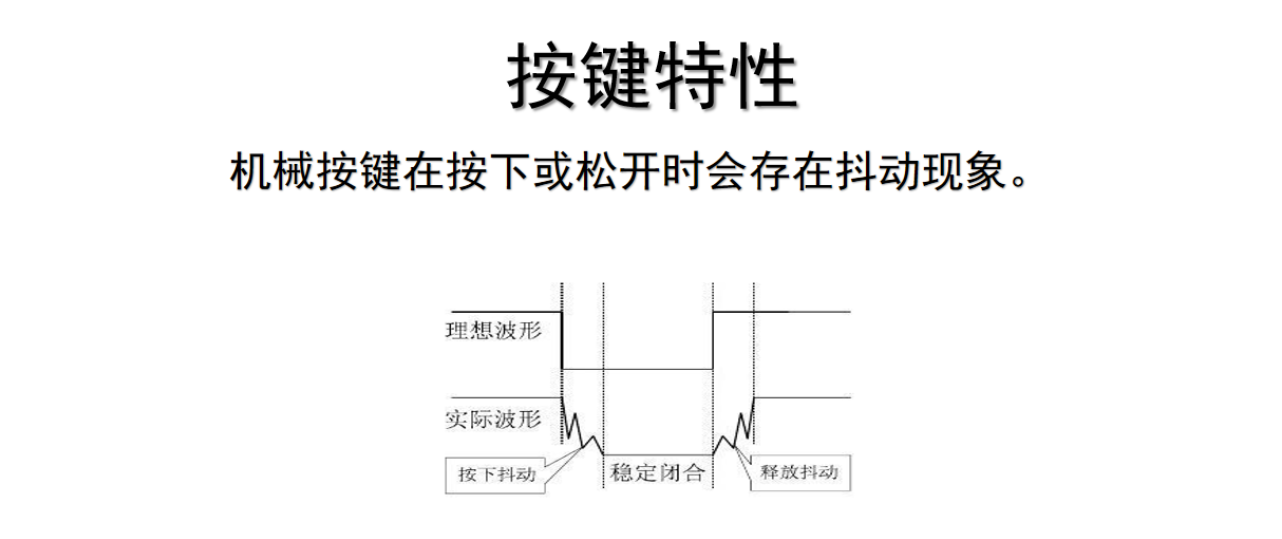 按键特性
机械按键在按下或松开时会存在抖动现象。
理想波形
实际波形
按下抖动
稳定闭合
释放抖动